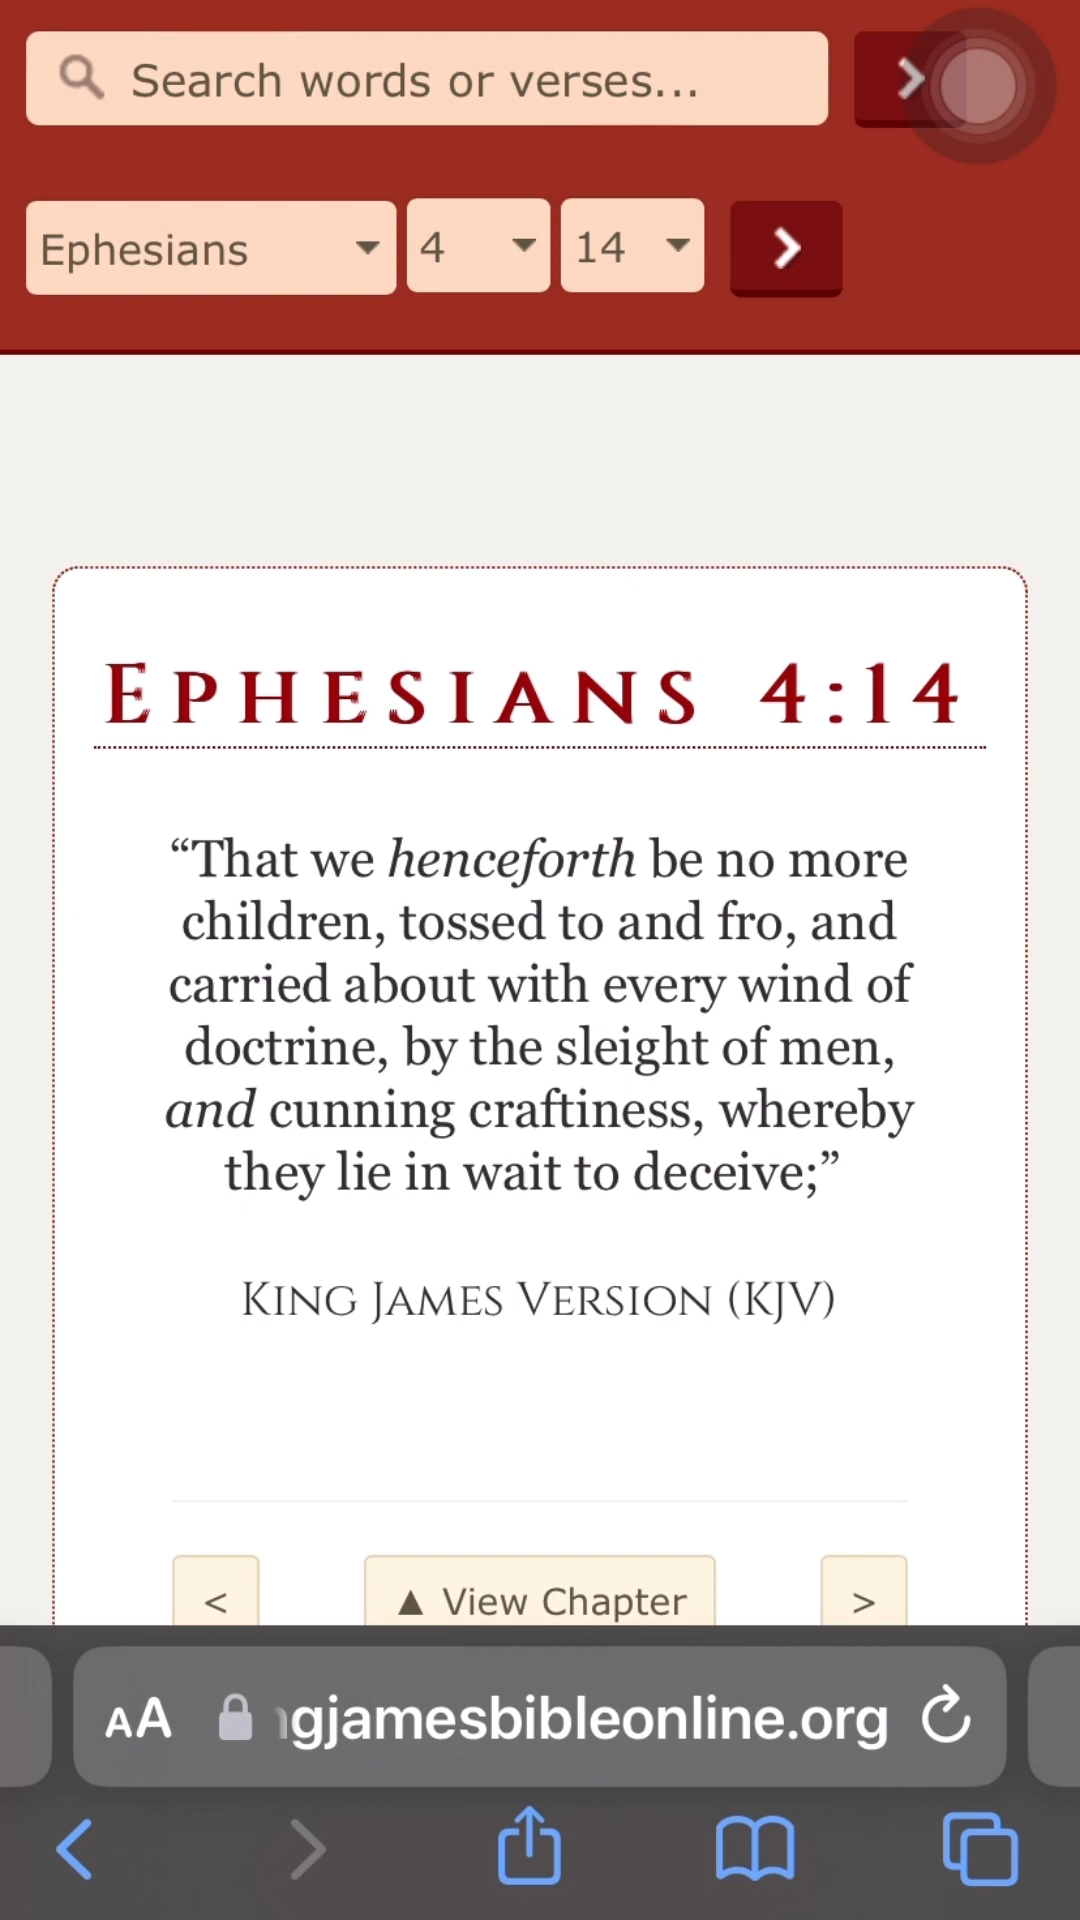 Search words or verses...
Ephesians 4 14
EPHESIANS 4:14
“That we henceforth be no more
children, tossed to and fro, and
carried about with every wind of
doctrine, by the sleight of men,
and cunning craftiness, whereby
they lie in wait to deceive;”
KING JAMES VERSION (KJV)
< ▲ View Chapter >
AA gjamesbibleonline.org